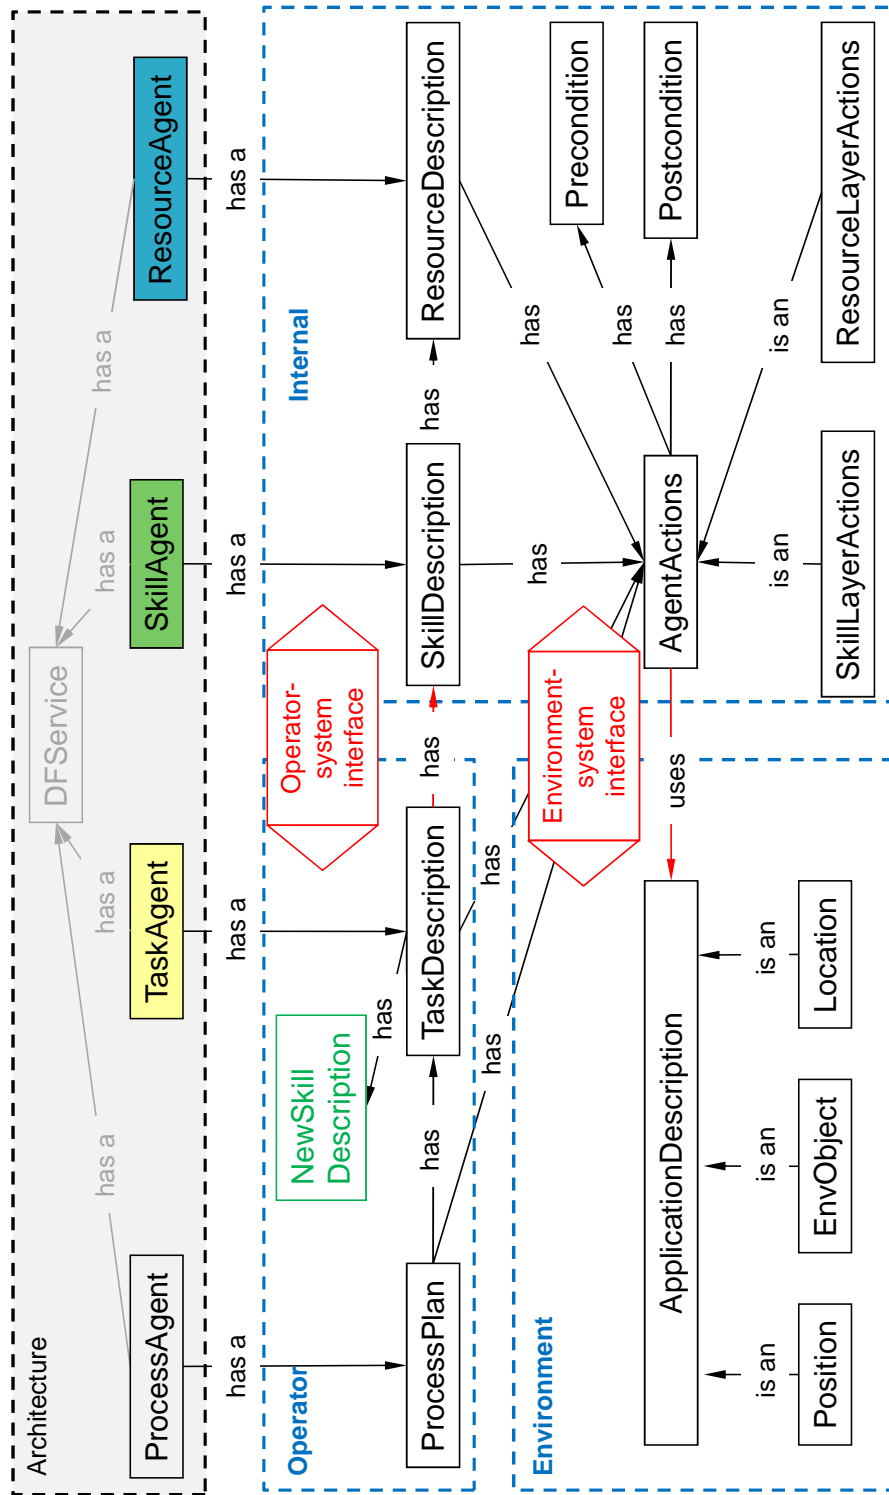 Architecture
DFService
has a
has a
has a
has a
ProcessAgent
TaskAgent
SkillAgent
ResourceAgent
has a
has a
has a
has a
Operator
NewSkill
Description
Operator-
system
interface
Internal
has
ProcessPlan
has
TaskDescription
has
SkillDescription
has
ResourceDescription
has
has
has
has
Environment
Environment-
system
interface
Precondition
has
Postcondition
has
ApplicationDescription
uses
AgentActions
is an
is an
is an
is an
is an
Position
EnvObject
Location
SkillLayerActions
ResourceLayerActions